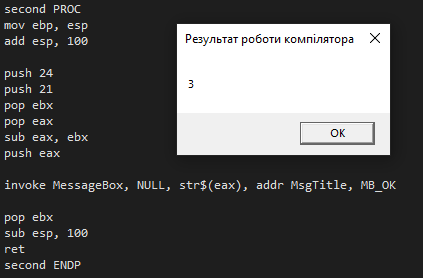 second PROC
mov ebp, esp
add esp, 100
push 24
push 21
pop ebx
pop eax
sub eax, ebx
push eax
invoke MessageBox, NULL, str$(eax), addr MsgTitle, MB_OK
pop ebx
sub esp, 100
ret
second ENDP
Результат роботи компілятора
3
OK